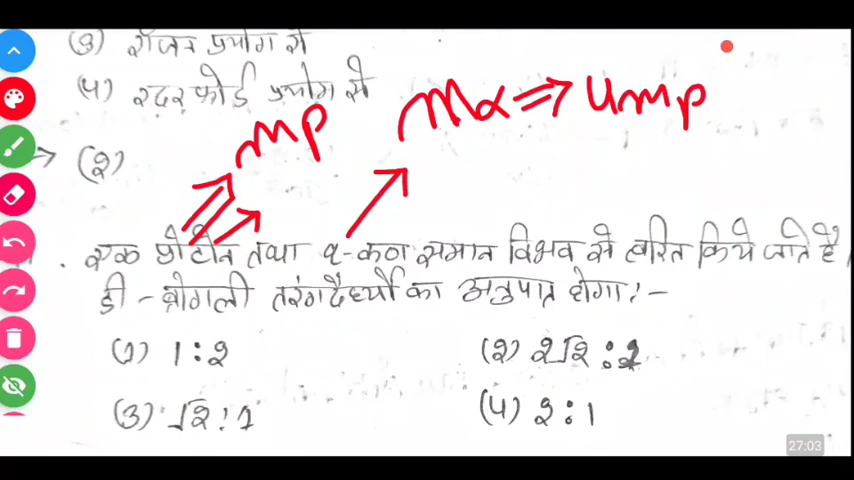 (3) रॉजन प्रयोग से
(4) रदरफोर्ड प्रयोग से
mp
mα ⇒ 4mp
→ (2)
एक प्रोटॉन तथा α-कण समान विभव से त्वरित किये जाते है
डी - ब्रोगली तरंगदैर्ध्यो का अनुपात होगा:-
(1) 1:2
(2) 2√2:1
(3) √2:1
(4) 2:1
27:03